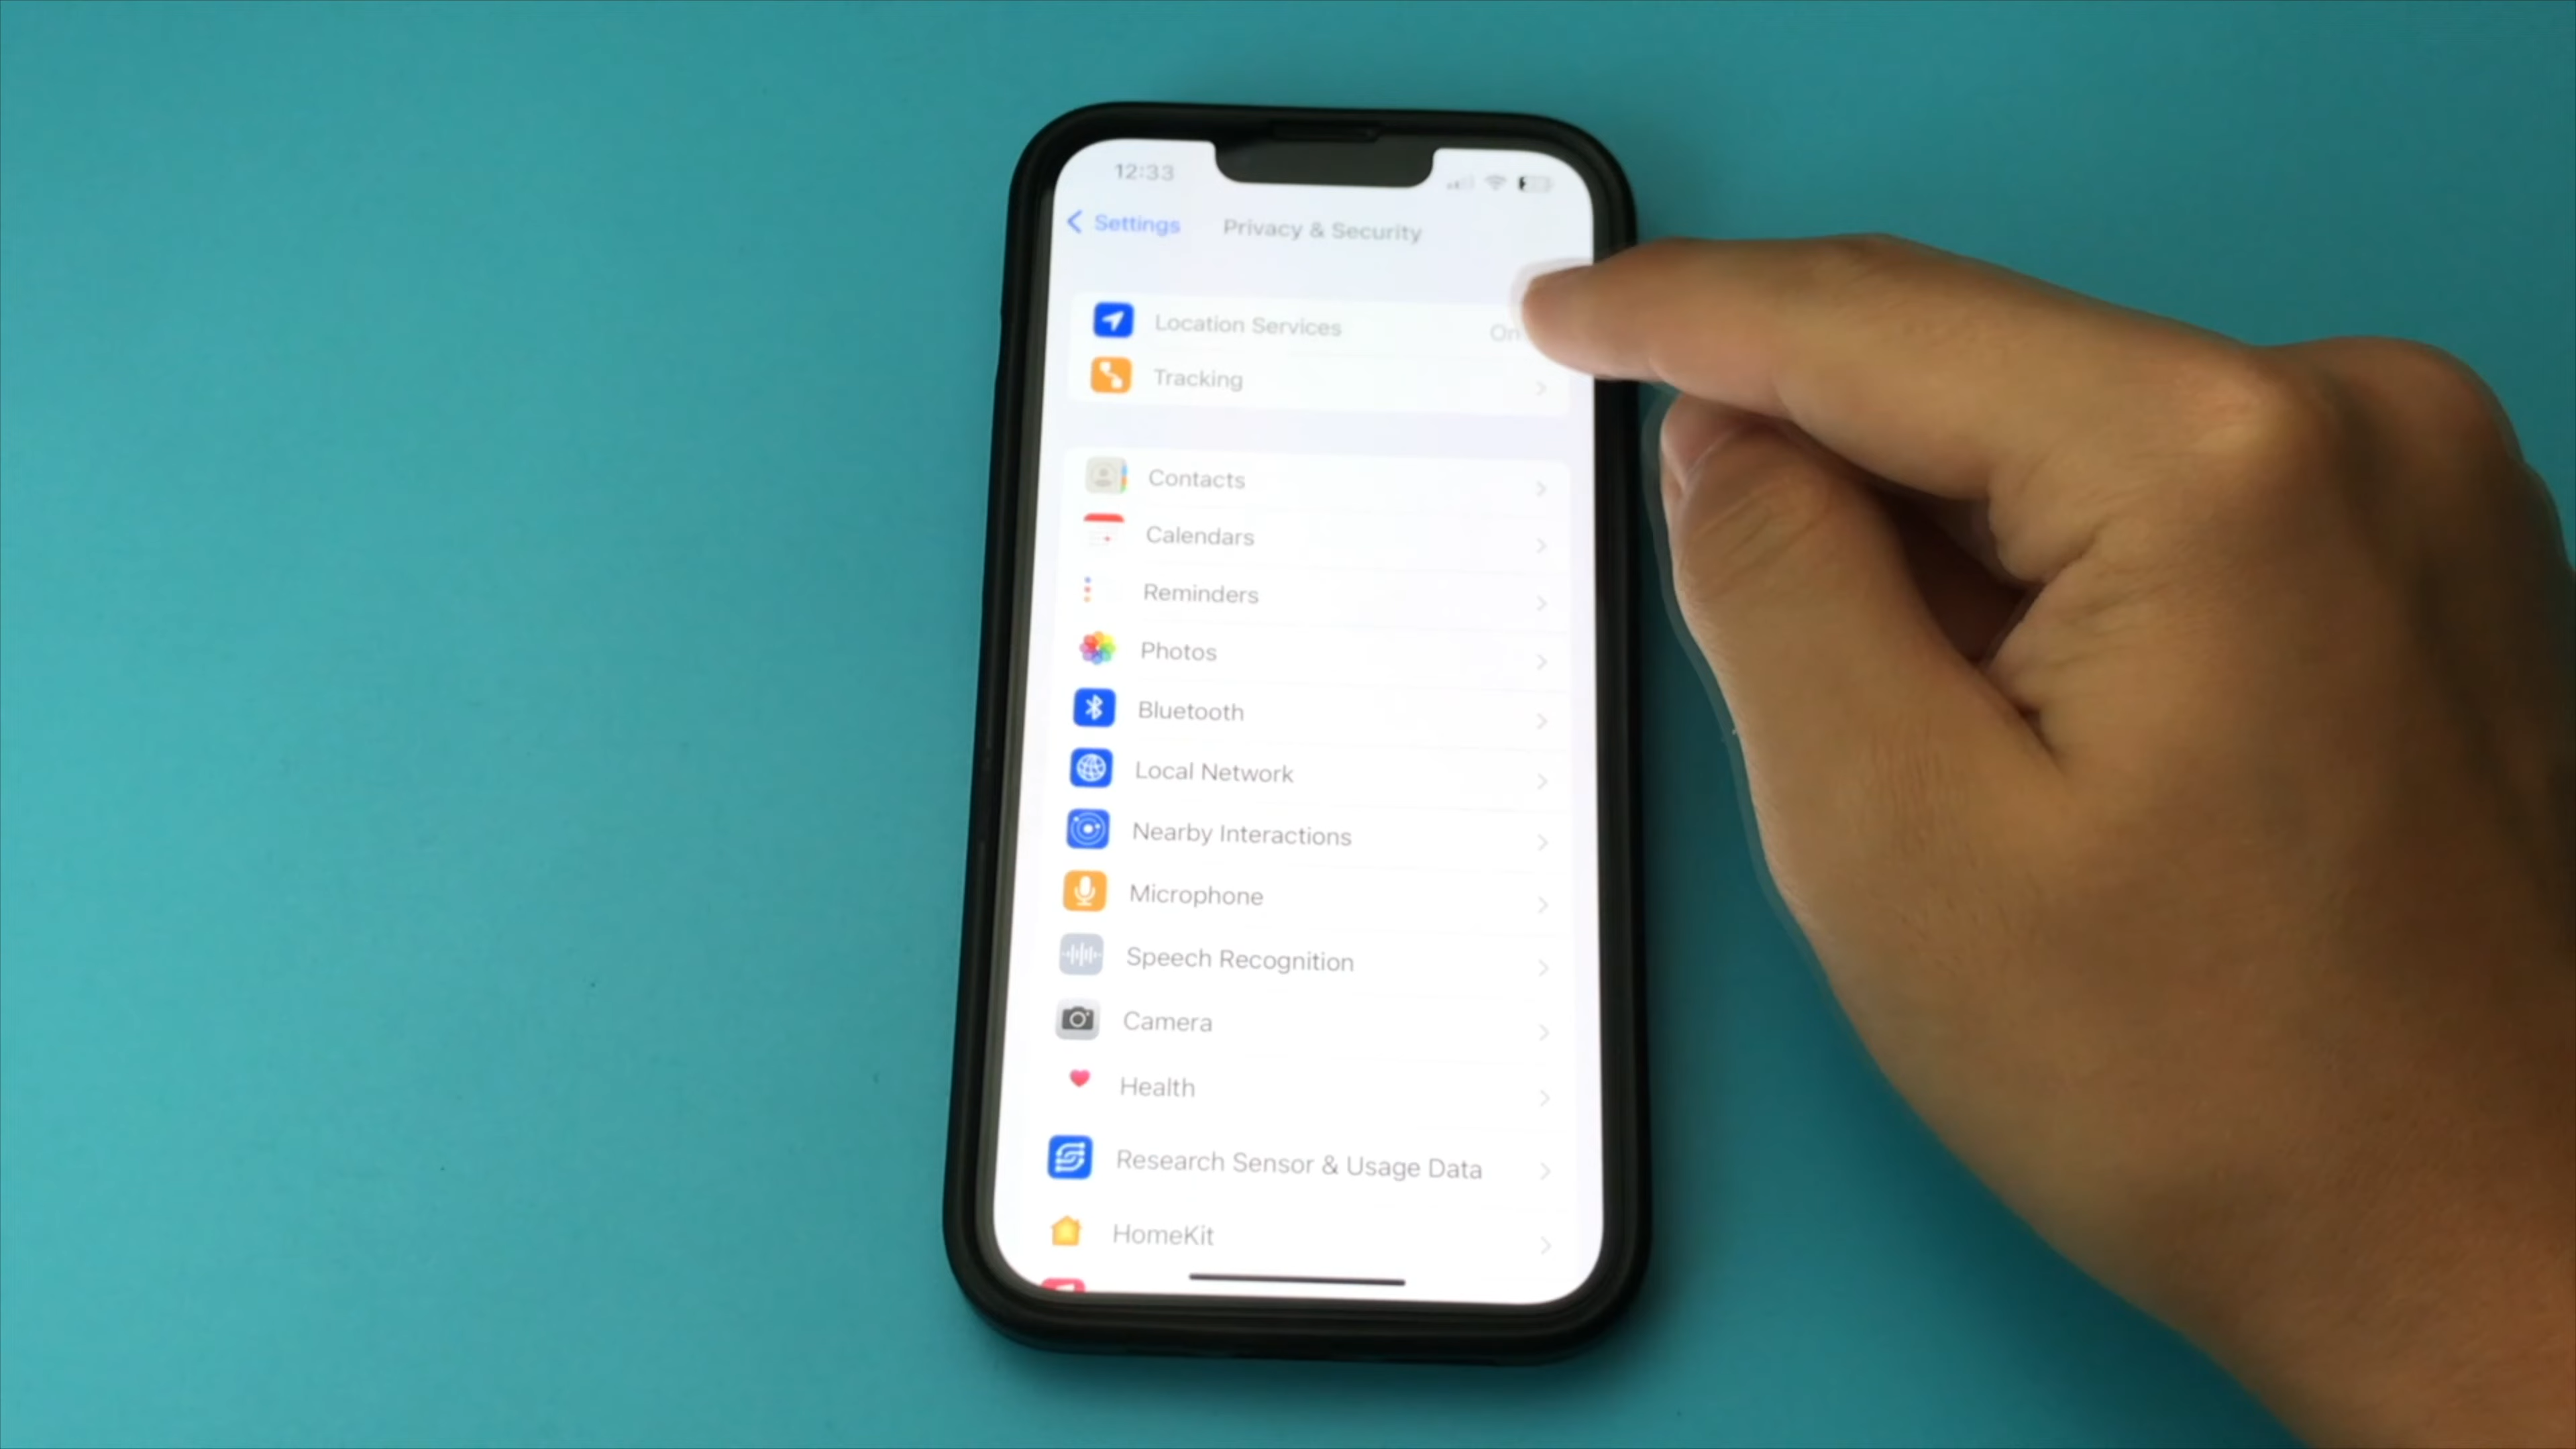 12:33
Settings
Privacy & Security
Location Services On
Tracking
Contacts
Calendars
Reminders
Photos
Bluetooth
Local Network
Nearby Interactions
Microphone
Speech Recognition
Camera
Health
Research Sensor & Usage Data
HomeKit